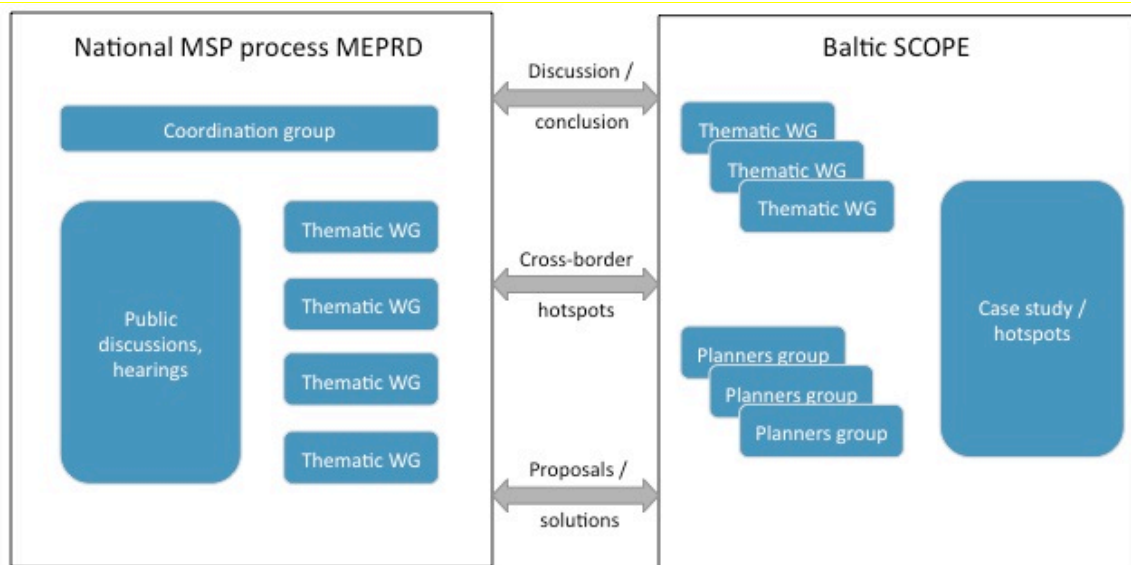 National MSP process MEPRD
Coordination group
Public
discussions,
hearings
Thematic WG
Thematic WG
Thematic WG
Thematic WG
Discussion /
conclusion
Cross-border
hotspots
Proposals /
solutions
Baltic SCOPE
Thematic WG
Thematic WG
Thematic WG
Planners group
Planners group
Planners group
Case study /
hotspots